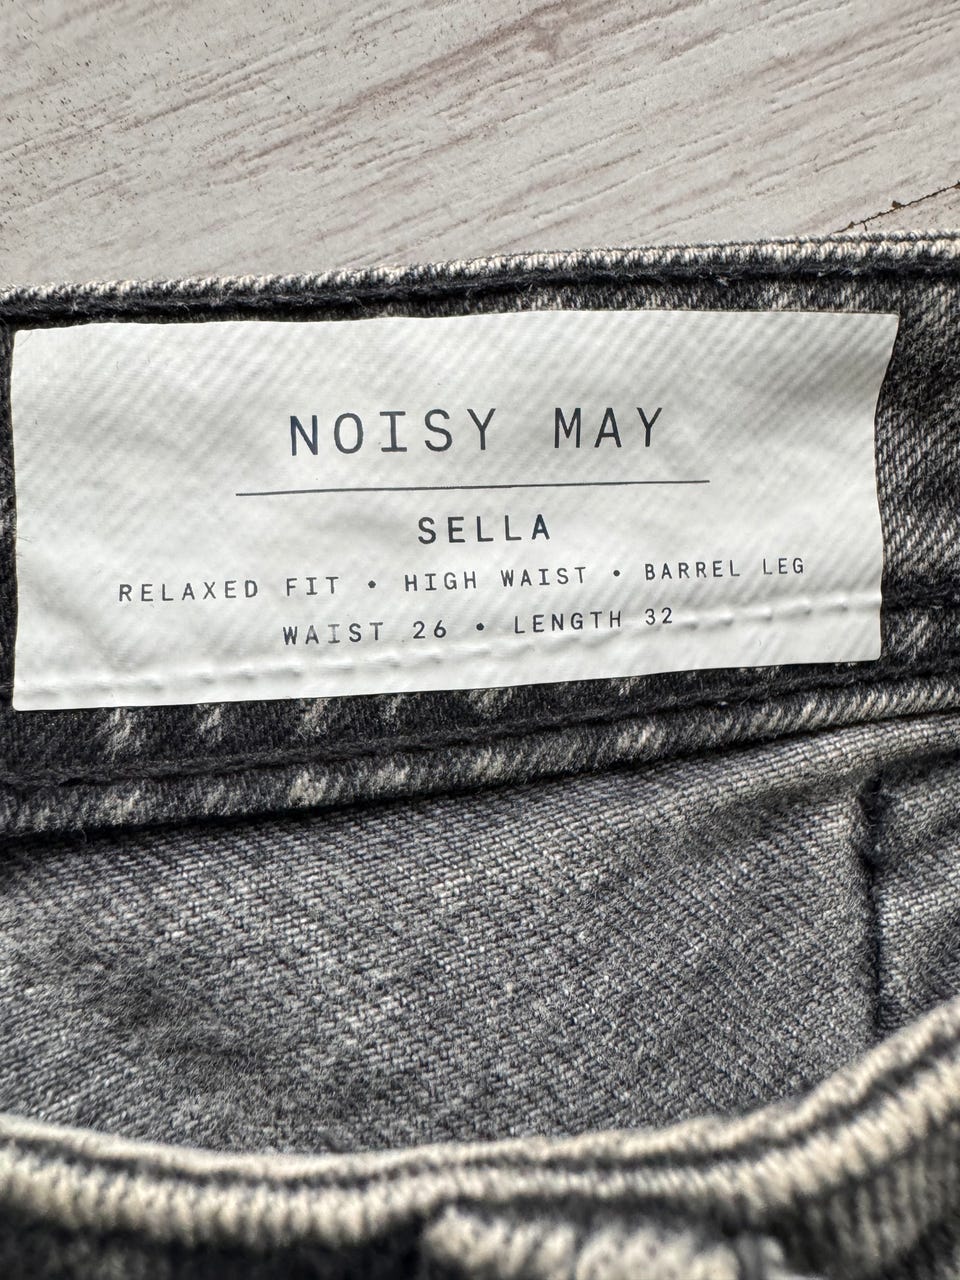 NOISY MAY
SELLA
RELAXED FIT • HIGH WAIST • BARREL LEG
WAIST 26 • LENGTH 32